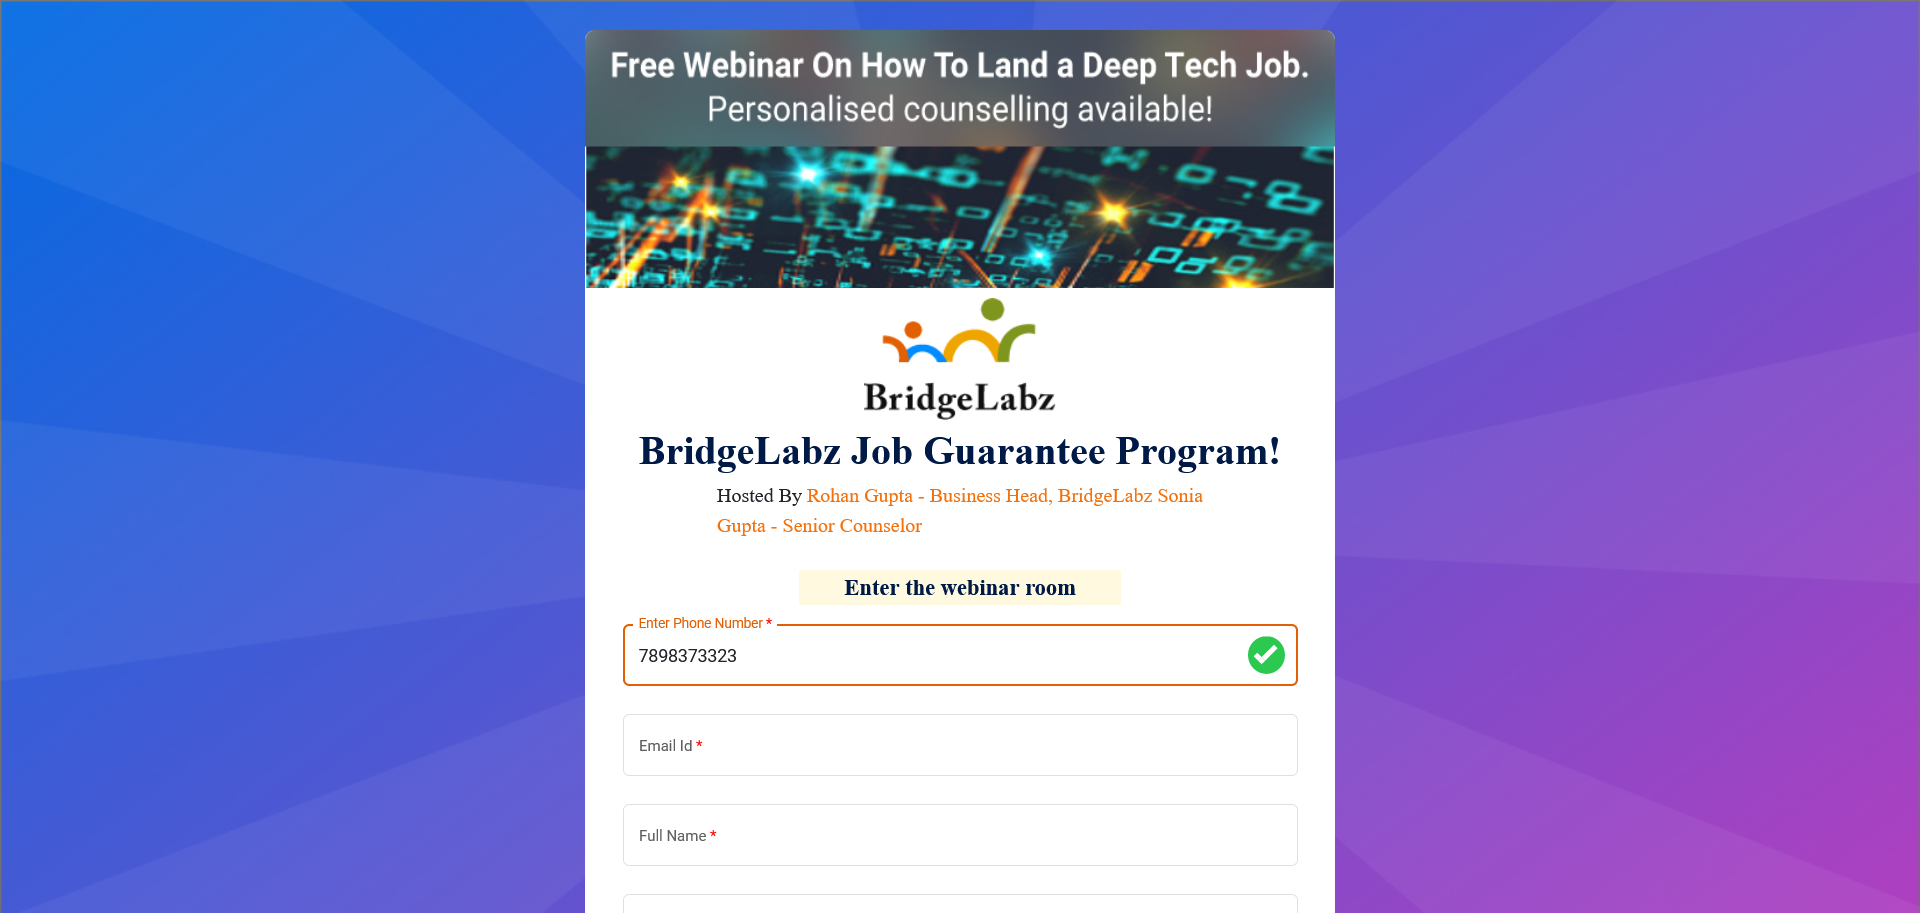 Free Webinar On How To Land a Deep Tech Job.
Personalised counselling available!
BridgeLabz
BridgeLabz Job Guarantee Program!
Hosted By Rohan Gupta - Business Head, BridgeLabz Sonia
Gupta - Senior Counselor
Enter the webinar room
Enter Phone Number *
7898373323
Email Id *
Full Name *